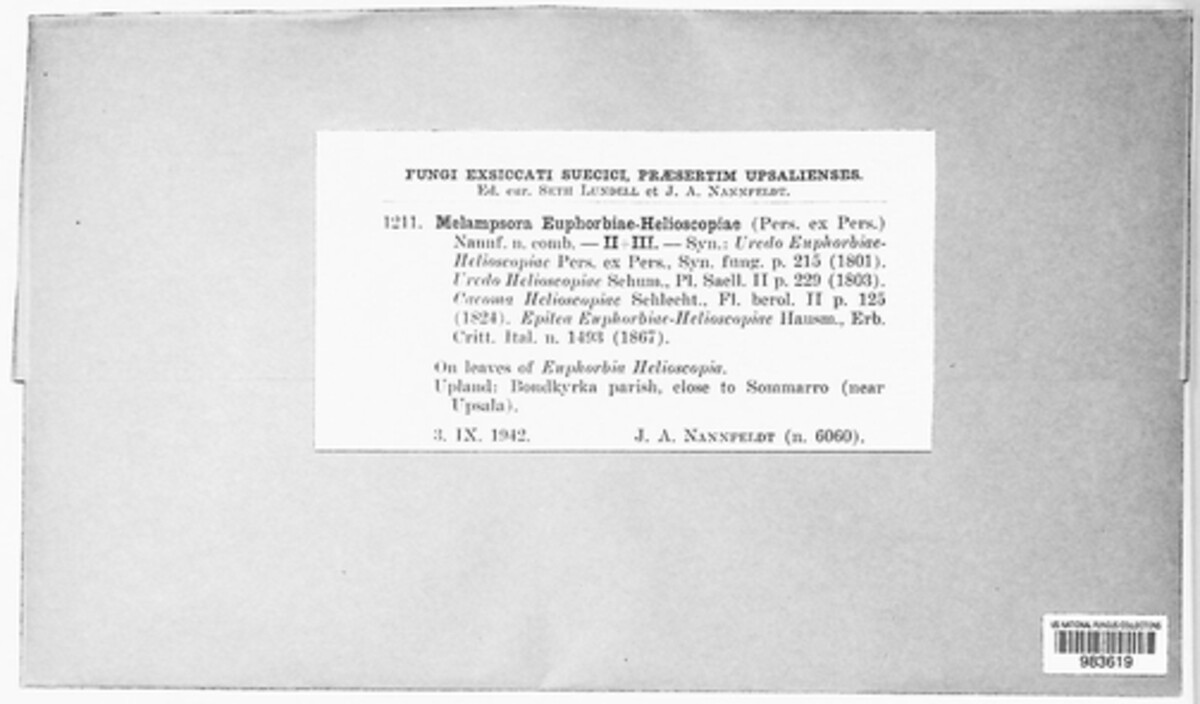 FUNGI EXSICCATI SUECICI, PRÆSERTIM UPSALIENSES.
Ed. cur. SETH LUNDELL et J. A. NANNFELDT.
1211. Melampsora Euphorbiae-Helioscopiae (Pers. ex Pers.)
Nannf. n. comb. — II + III. — Syn.: Uredo Euphorbiae-
Helioscopiae Pers. ex Pers., Syn. fung. p. 215 (1801).
Uredo Helioscopiae Schum., Pl. Saell. II p. 229 (1803).
Caeoma Helioscopiae Schlecht., Fl. berol. II p. 125
(1824). Epitea Euphorbiae-Helioscopiae Hausm., Erb.
Critt. Ital. n. 1493 (1867).
On leaves of Euphorbia Helioscopia.
Upland: Bondkyrka parish, close to Sommarro (near
Upsala).
3. IX. 1942. J. A. NANNFELDT (n. 6060).
US NATIONAL FUNGUS COLLECTIONS
983619